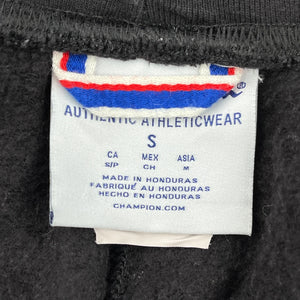 AUTHENTIC ATHLETICWEAR
S
CA MEX ASIA
S/P CH M
MADE IN HONDURAS
FABRIQUÉ AU HONDURAS
HECHO EN HONDURAS
CHAMPION.COM